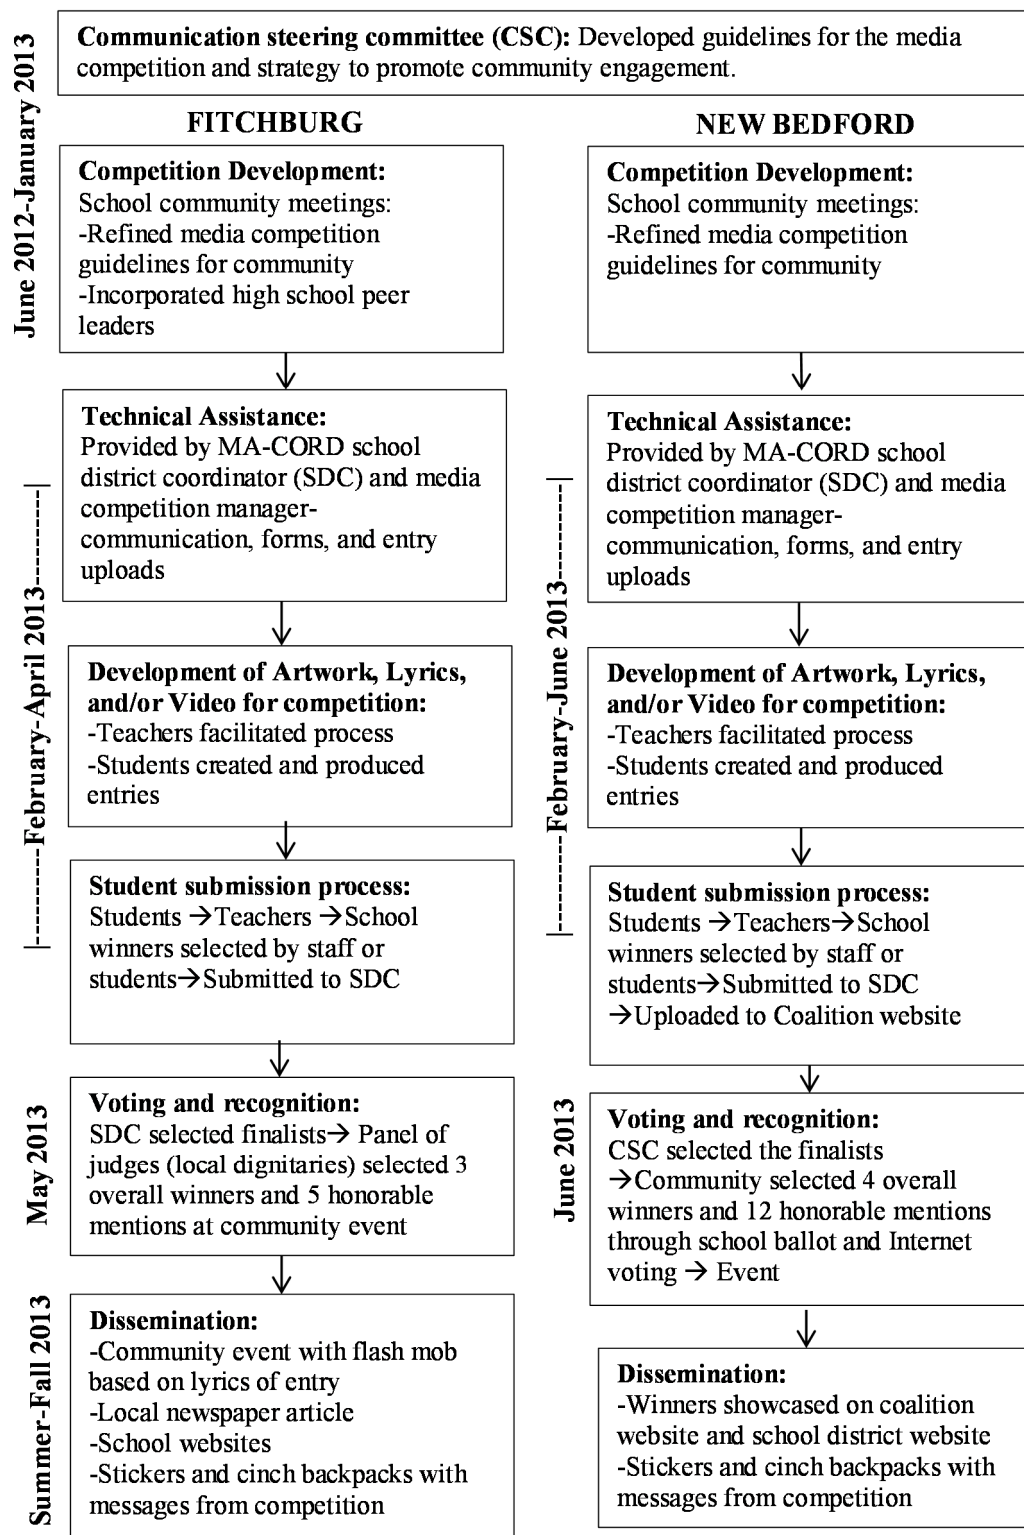 Communication steering committee (CSC): Developed guidelines for the media
competition and strategy to promote community engagement.
June 2012-January 2013
FITCHBURG
Competition Development:
School community meetings:
-Refined media competition
guidelines for community
-Incorporated high school peer
leaders
Technical Assistance:
Provided by MA-CORD school
district coordinator (SDC) and media
competition manager-
communication, forms, and entry
uploads
February-April 2013
Development of Artwork, Lyrics,
and/or Video for competition:
-Teachers facilitated process
-Students created and produced
entries
Student submission process:
Students →Teachers →School
winners selected by staff or
students→Submitted to SDC
May 2013
Voting and recognition:
SDC selected finalists→ Panel of
judges (local dignitaries) selected 3
overall winners and 5 honorable
mentions at community event
Summer-Fall 2013
Dissemination:
-Community event with flash mob
based on lyrics of entry
-Local newspaper article
-School websites
-Stickers and cinch backpacks with
messages from competition
NEW BEDFORD
Competition Development:
School community meetings:
-Refined media competition
guidelines for community
Technical Assistance:
Provided by MA-CORD school
district coordinator (SDC) and media
competition manager-
communication, forms, and entry
uploads
February-June 2013
Development of Artwork, Lyrics,
and/or Video for competition:
-Teachers facilitated process
-Students created and produced
entries
Student submission process:
Students →Teachers→School
winners selected by staff or
students→Submitted to SDC
→Uploaded to Coalition website
June 2013
Voting and recognition:
CSC selected the finalists
→Community selected 4 overall
winners and 12 honorable mentions
through school ballot and Internet
voting → Event
Dissemination:
-Winners showcased on coalition
website and school district website
-Stickers and cinch backpacks with
messages from competition